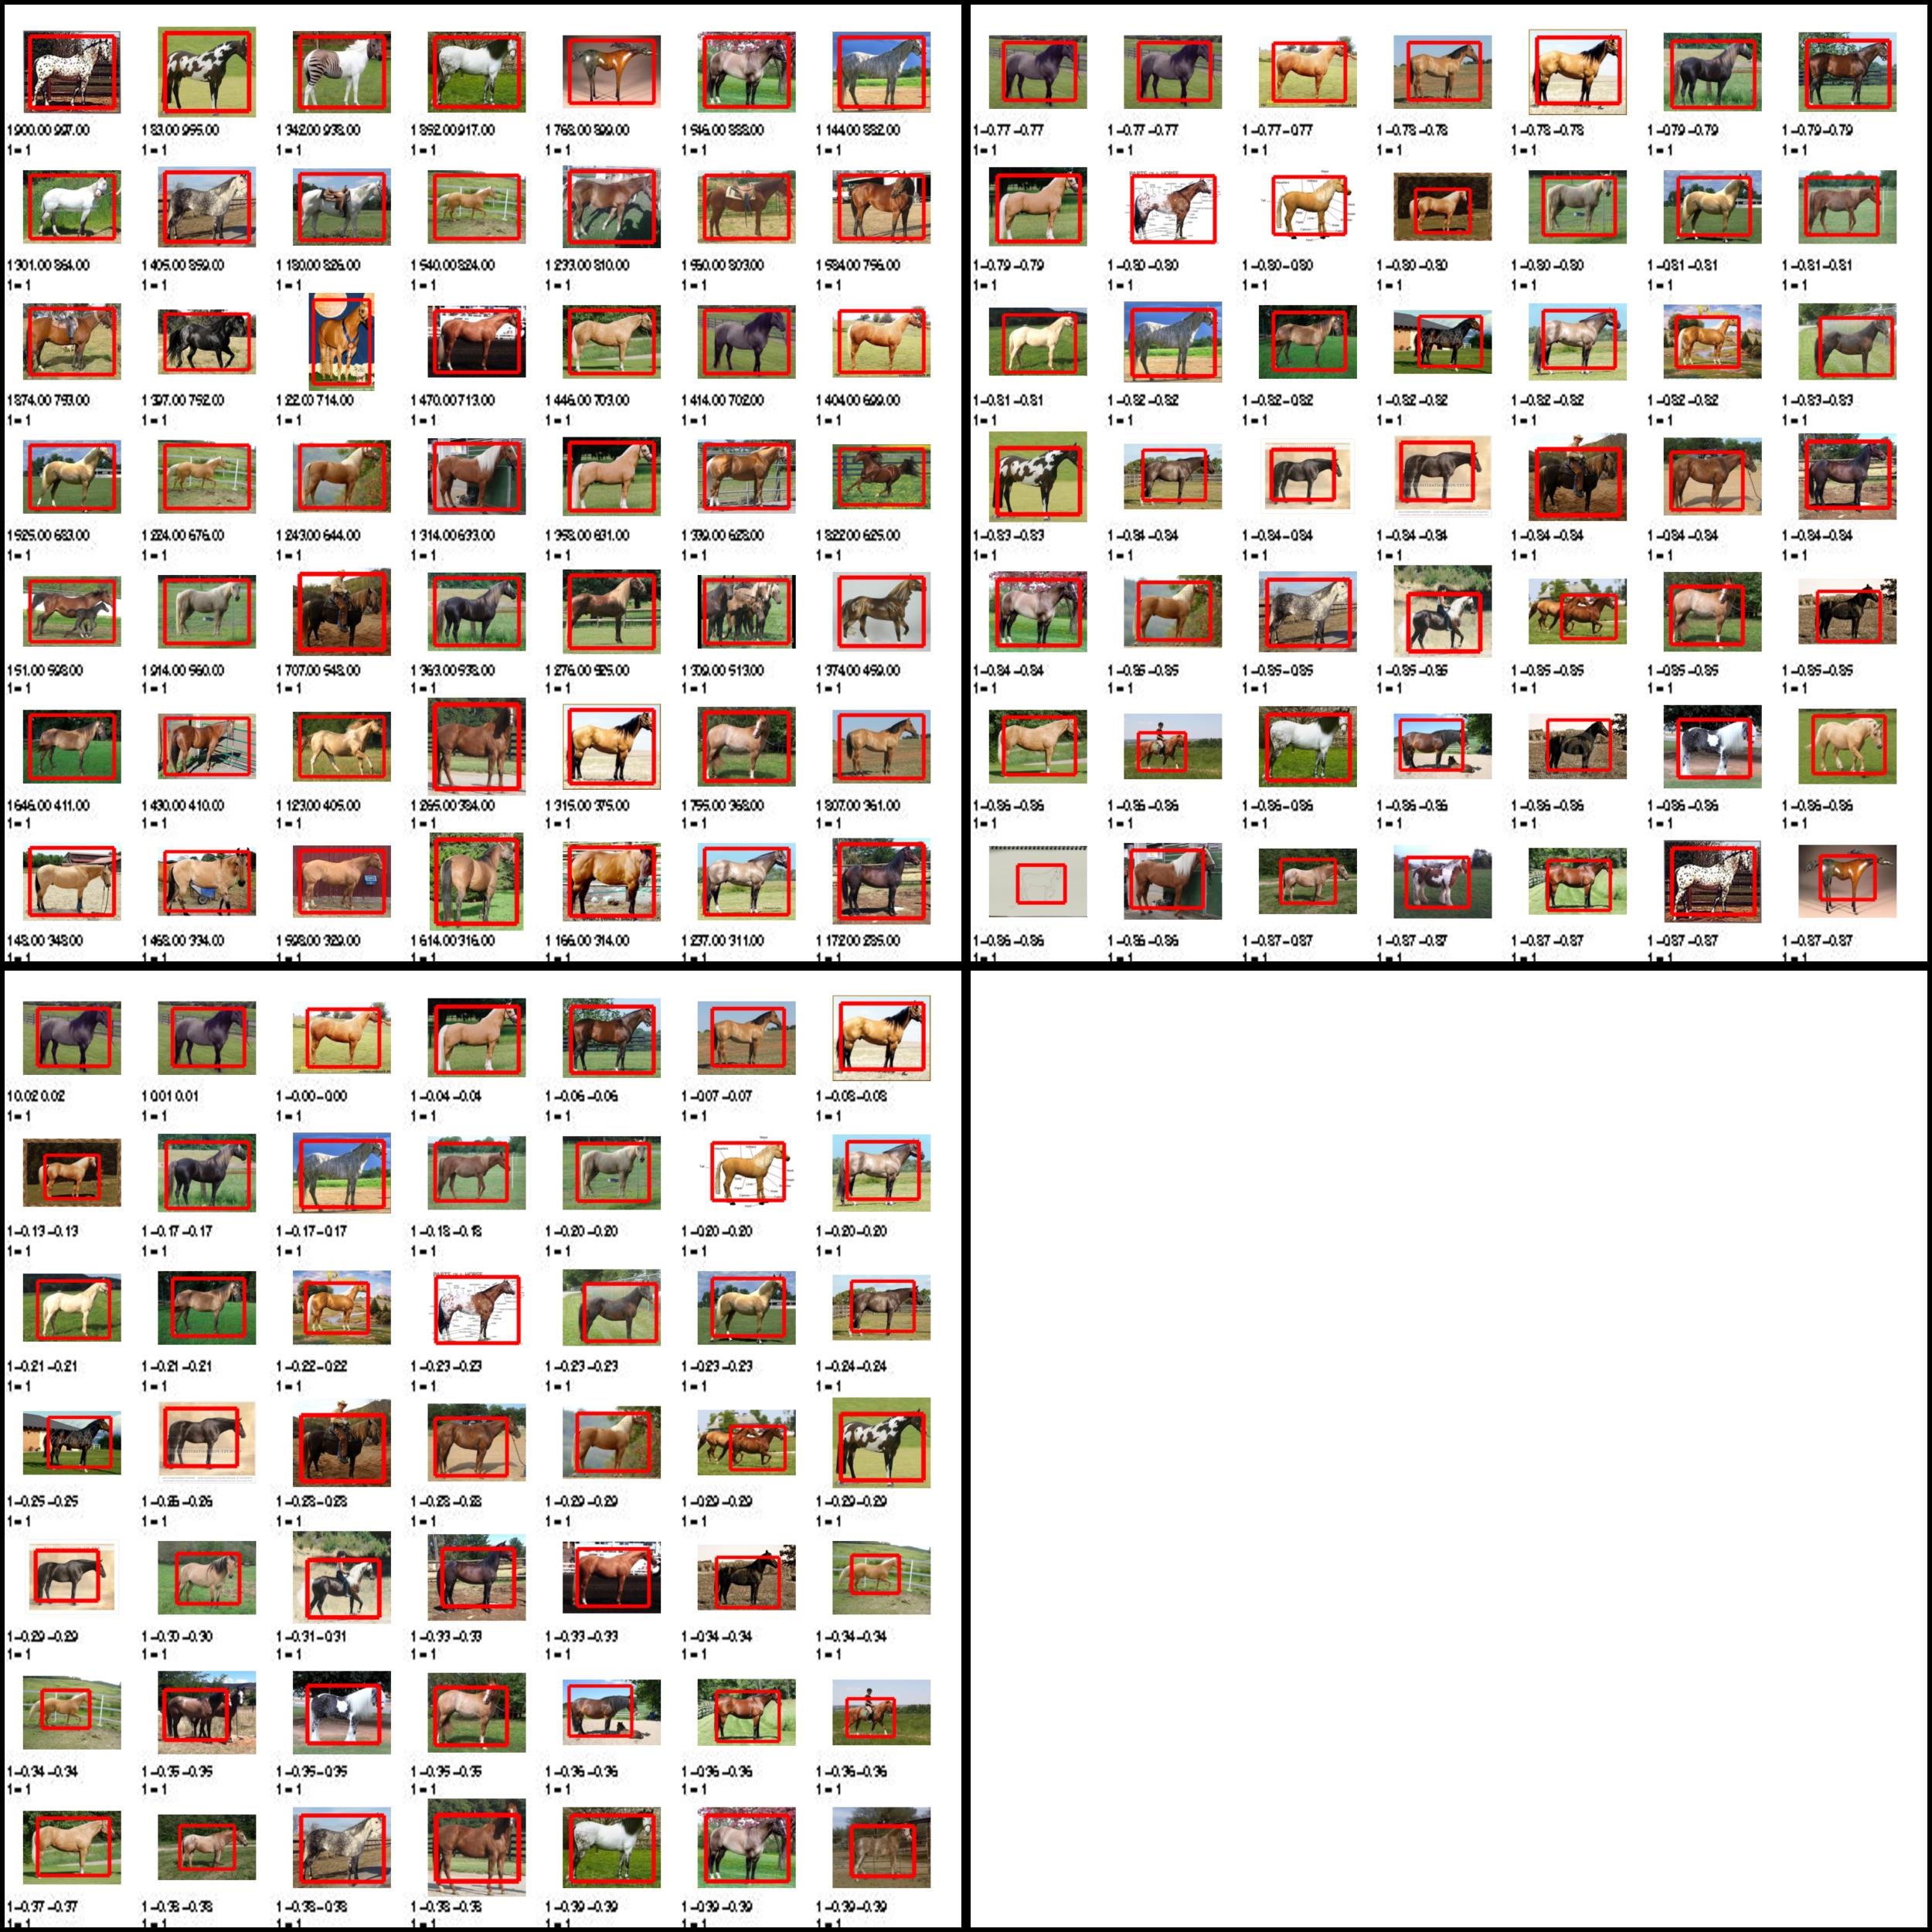 1 900.00 997.00 1 83.00 955.00 1 342.00 938.00 1 852.00 917.00 1 768.00 899.00 1 546.00 888.00 1 144.00 882.00
1 = 1 1 = 1 1 = 1 1 = 1 1 = 1 1 = 1 1 = 1
1 301.00 864.00 1 405.00 859.00 1 180.00 826.00 1 540.00 824.00 1 233.00 810.00 1 550.00 803.00 1 584.00 756.00
1 = 1 1 = 1 1 = 1 1 = 1 1 = 1 1 = 1 1 = 1
1 874.00 753.00 1 397.00 752.00 1 22.00 714.00 1 470.00 713.00 1 446.00 703.00 1 414.00 702.00 1 404.00 699.00
1 = 1 1 = 1 1 = 1 1 = 1 1 = 1 1 = 1 1 = 1
1 925.00 683.00 1 224.00 676.00 1 243.00 644.00 1 314.00 633.00 1 358.00 631.00 1 339.00 628.00 1 822.00 625.00
1 = 1 1 = 1 1 = 1 1 = 1 1 = 1 1 = 1 1 = 1
1 51.00 598.00 1 914.00 560.00 1 707.00 548.00 1 363.00 538.00 1 276.00 525.00 1 309.00 513.00 1 374.00 459.00
1 = 1 1 = 1 1 = 1 1 = 1 1 = 1 1 = 1 1 = 1
1 646.00 411.00 1 430.00 410.00 1 123.00 405.00 1 265.00 384.00 1 315.00 375.00 1 755.00 368.00 1 807.00 361.00
1 = 1 1 = 1 1 = 1 1 = 1 1 = 1 1 = 1 1 = 1
1 48.00 348.00 1 458.00 334.00 1 598.00 329.00 1 614.00 316.00 1 166.00 314.00 1 237.00 311.00 1 172.00 285.00
1 -0.77 -0.77 1 -0.77 -0.77 1 -0.77 -0.77 1 -0.78 -0.78 1 -0.78 -0.78 1 -0.79 -0.79 1 -0.79 -0.79
1 = 1 1 = 1 1 = 1 1 = 1 1 = 1 1 = 1 1 = 1
1 -0.79 -0.79 1 -0.80 -0.80 1 -0.80 -0.80 1 -0.80 -0.80 1 -0.80 -0.80 1 -0.81 -0.81 1 -0.81 -0.81
1 = 1 1 = 1 1 = 1 1 = 1 1 = 1 1 = 1 1 = 1
1 -0.81 -0.81 1 -0.82 -0.82 1 -0.82 -0.82 1 -0.82 -0.82 1 -0.82 -0.82 1 -0.82 -0.82 1 -0.83 -0.83
1 = 1 1 = 1 1 = 1 1 = 1 1 = 1 1 = 1 1 = 1
1 -0.83 -0.83 1 -0.84 -0.84 1 -0.84 -0.84 1 -0.84 -0.84 1 -0.84 -0.84 1 -0.84 -0.84 1 -0.84 -0.84
1 = 1 1 = 1 1 = 1 1 = 1 1 = 1 1 = 1 1 = 1
1 -0.84 -0.84 1 -0.85 -0.85 1 -0.85 -0.85 1 -0.85 -0.85 1 -0.85 -0.85 1 -0.85 -0.85 1 -0.85 -0.85
1 = 1 1 = 1 1 = 1 1 = 1 1 = 1 1 = 1 1 = 1
1 -0.86 -0.86 1 -0.86 -0.86 1 -0.86 -0.86 1 -0.86 -0.86 1 -0.86 -0.86 1 -0.86 -0.86 1 -0.86 -0.86
1 = 1 1 = 1 1 = 1 1 = 1 1 = 1 1 = 1 1 = 1
1 -0.86 -0.86 1 -0.86 -0.86 1 -0.87 -0.87 1 -0.87 -0.87 1 -0.87 -0.87 1 -0.87 -0.87 1 -0.87 -0.87
1 0.02 0.02 1 0.01 0.01 1 -0.00 -0.00 1 -0.04 -0.04 1 -0.06 -0.06 1 -0.07 -0.07 1 -0.08 -0.08
1 = 1 1 = 1 1 = 1 1 = 1 1 = 1 1 = 1 1 = 1
1 -0.13 -0.13 1 -0.17 -0.17 1 -0.17 -0.17 1 -0.18 -0.18 1 -0.20 -0.20 1 -0.20 -0.20 1 -0.20 -0.20
1 = 1 1 = 1 1 = 1 1 = 1 1 = 1 1 = 1 1 = 1
1 -0.21 -0.21 1 -0.21 -0.21 1 -0.22 -0.22 1 -0.23 -0.23 1 -0.23 -0.23 1 -0.23 -0.23 1 -0.24 -0.24
1 = 1 1 = 1 1 = 1 1 = 1 1 = 1 1 = 1 1 = 1
1 -0.25 -0.25 1 -0.26 -0.26 1 -0.28 -0.28 1 -0.28 -0.28 1 -0.29 -0.29 1 -0.29 -0.29 1 -0.29 -0.29
1 = 1 1 = 1 1 = 1 1 = 1 1 = 1 1 = 1 1 = 1
1 -0.29 -0.29 1 -0.30 -0.30 1 -0.31 -0.31 1 -0.33 -0.33 1 -0.33 -0.33 1 -0.34 -0.34 1 -0.34 -0.34
1 = 1 1 = 1 1 = 1 1 = 1 1 = 1 1 = 1 1 = 1
1 -0.34 -0.34 1 -0.35 -0.35 1 -0.35 -0.35 1 -0.35 -0.35 1 -0.36 -0.36 1 -0.36 -0.36 1 -0.36 -0.36
1 = 1 1 = 1 1 = 1 1 = 1 1 = 1 1 = 1 1 = 1
1 -0.37 -0.37 1 -0.38 -0.38 1 -0.38 -0.38 1 -0.38 -0.38 1 -0.39 -0.39 1 -0.39 -0.39 1 -0.39 -0.39